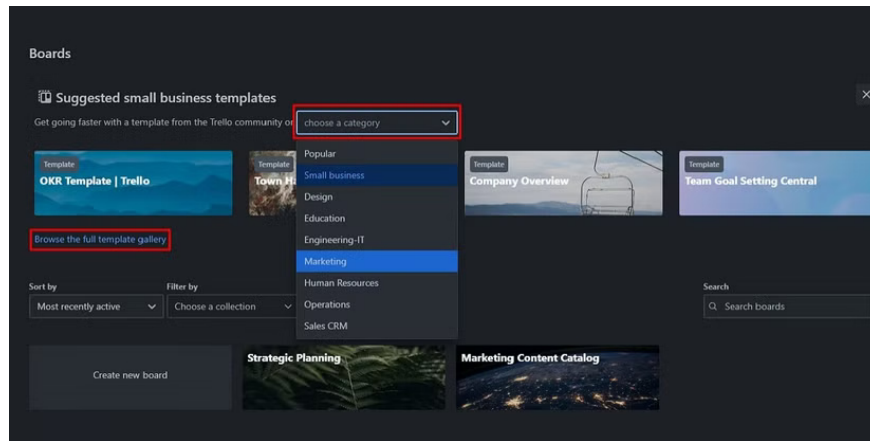 Boards
Suggested small business templates
Get going faster with a template from the Trello community or
choose a category
Popular
Small business
Design
Education
Engineering-IT
Marketing
Human Resources
Operations
Sales CRM
Template
OKR Template | Trello
Template
Town H
Template
Company Overview
Template
Team Goal Setting Central
Browse the full template gallery
Sort by
Most recently active
Filter by
Choose a collection
Search
Search boards
Create new board
Strategic Planning
Marketing Content Catalog